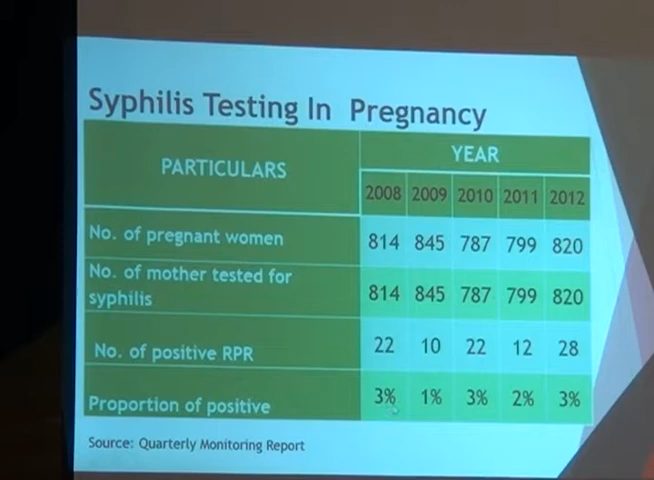 Syphilis Testing In Pregnancy
PARTICULARS
YEAR
2008 2009 2010 2011 2012
No. of pregnant women 814 845 787 799 820
No. of mother tested for
syphilis 814 845 787 799 820
No. of positive RPR 22 10 22 12 28
Proportion of positive 3% 1% 3% 2% 3%
Source: Quarterly Monitoring Report